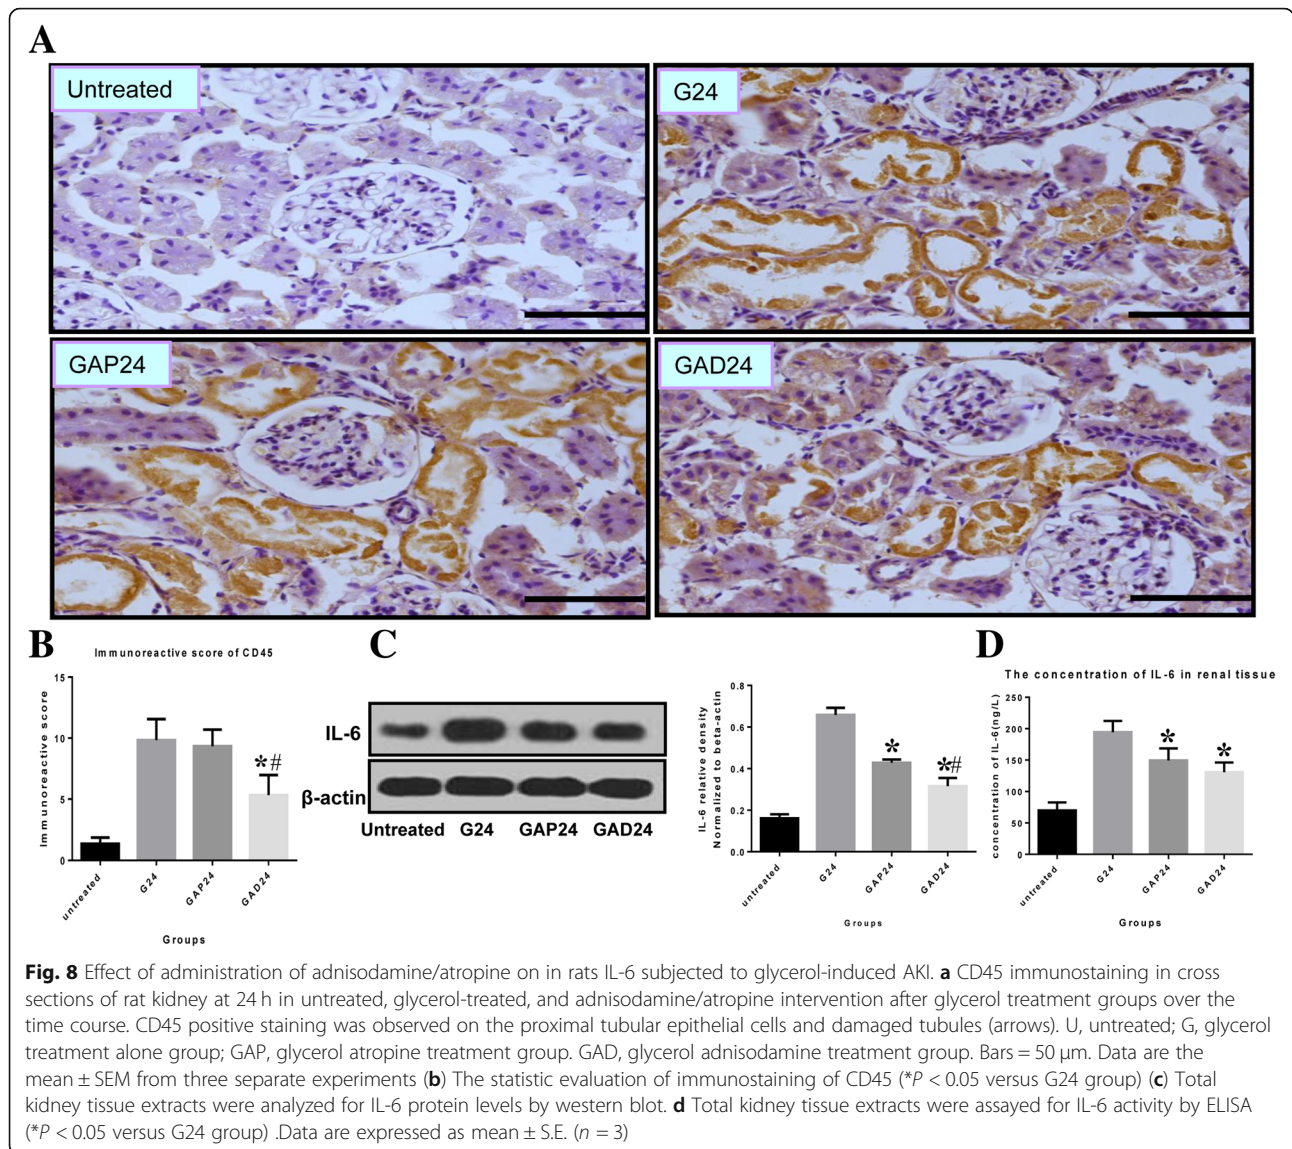 A
Untreated
G24
GAP24
GAD24
B
Immunoreactive score of CD45
Immunoreactive score
15
10
5
0
*#
untreated
G24
GAP24
GAD24
Groups
C
IL-6
β-actin
Untreated G24 GAP24 GAD24
IL-6 relative density
Normalized to beta-actin
0.8
0.6
0.4
0.2
0.0
*
*#
untreated
G24
GAP24
GAD24
Groups
D
The concentration of IL-6 in renal tissue
concentration of IL-6(ng/L)
250
200
150
100
50
0
*
*
untreated
G24
GAP24
GAD24
Groups
Fig. 8 Effect of administration of adnisodamine/atropine on in rats IL-6 subjected to glycerol-induced AKI. a CD45 immunostaining in cross
sections of rat kidney at 24 h in untreated, glycerol-treated, and adnisodamine/atropine intervention after glycerol treatment groups over the
time course. CD45 positive staining was observed on the proximal tubular epithelial cells and damaged tubules (arrows). U, untreated; G, glycerol
treatment alone group; GAP, glycerol atropine treatment group. GAD, glycerol adnisodamine treatment group. Bars = 50 μm. Data are the
mean ± SEM from three separate experiments (b) The statistic evaluation of immunostaining of CD45 (*P < 0.05 versus G24 group) (c) Total
kidney tissue extracts were analyzed for IL-6 protein levels by western blot. d Total kidney tissue extracts were assayed for IL-6 activity by ELISA
(*P < 0.05 versus G24 group) .Data are expressed as mean ± S.E. (n = 3)